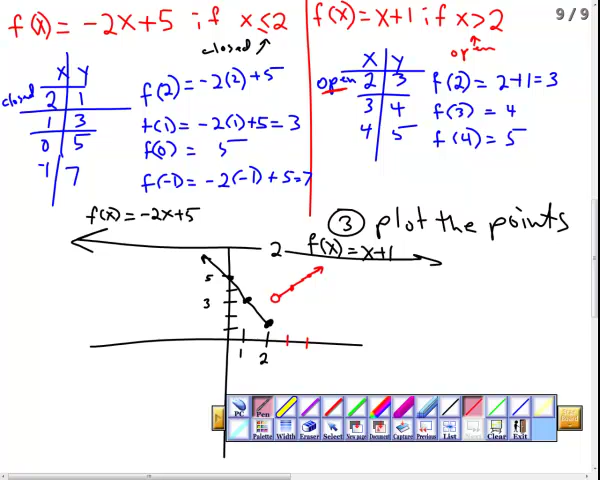 f(x) = -2x+5 if x≤2
closed ↗
x y
closed 2 1
1 3
0 5
-1 7
f(2) = -2(2)+5
f(1) = -2(1)+5=3
f(0) = 5
f(-1) = -2(-1)+5=7
f(x) = x+1 if x>2
open
x y
open 2 3
3 4
4 5
f(2) = 2+1=3
f(3) = 4
f(4) = 5
9 / 9
f(x) = -2x+5
③ plot the points
2 f(x) = x+1
5
3
1 2
PC Pen
Palette Width Eraser Select New page Document Capture Previous List Clear Exit